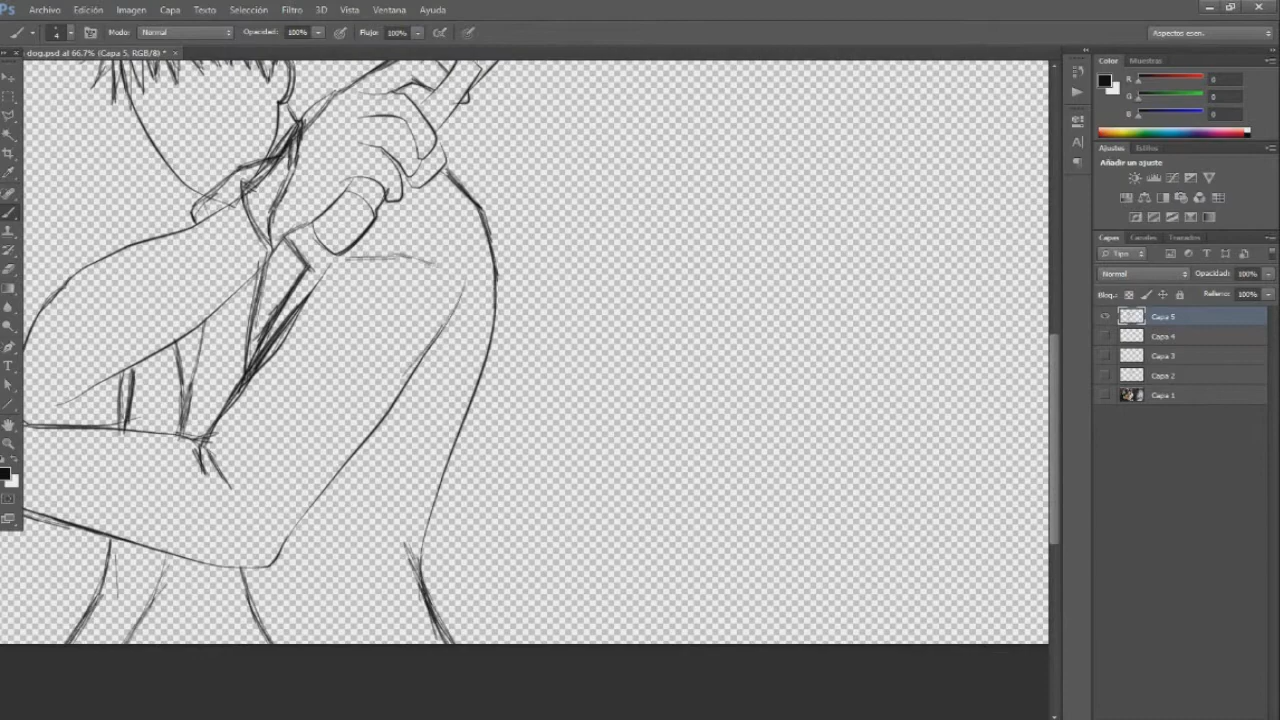 Ps Archivo Edición Imagen Capa Texto Selección Filtro 3D Vista Ventana Ayuda
4 Modo: Normal Opacidad: 100% Flujo: 100% Aspectos esen.
dog.psd al 66.7% (Capa 5, RGB/8) * ×
Color Muestras
R 0
G 0
B 0
Ajustes Estilos
Añadir un ajuste
Capas Canales Trazados
Tipo
Normal Opacidad: 100%
Bloq.: Relleno: 100%
Capa 5
Capa 4
Capa 3
Capa 2
Capa 1